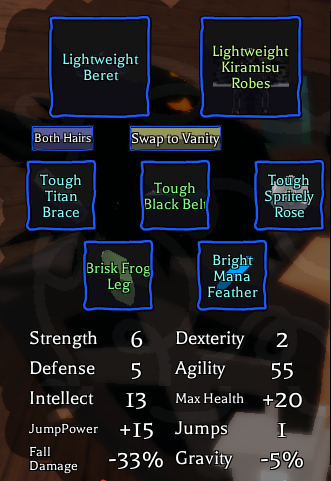 Lightweight
Beret
Lightweight
Kiramisu
Robes
Both Hairs
Swap to Vanity
Tough
Titan
Brace
Tough
Black Belt
Tough
Spritely
Rose
Brisk Frog
Leg
Bright
Mana
Feather
Strength 6 Dexterity 2
Defense 5 Agility 55
Intellect 13 Max Health +20
JumpPower +15 Jumps 1
Fall
Damage -33% Gravity -5%